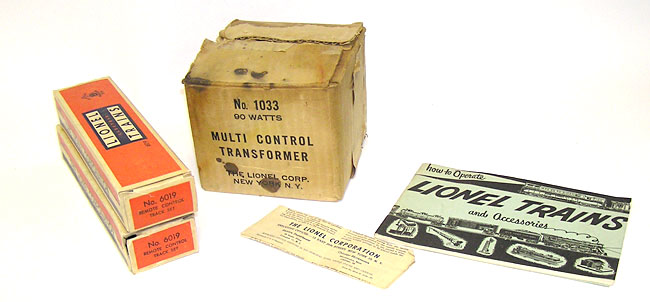 LIONEL
TRAINS
No. 6019
REMOTE CONTROL
TRACK SET
No. 6019
REMOTE CONTROL
TRACK SET
No. 1033
90 WATTS
MULTI CONTROL
TRANSFORMER
THE LIONEL CORP.
NEW YORK N.Y.
THE LIONEL CORPORATION
how to Operate
LIONEL TRAINS
and Accessories